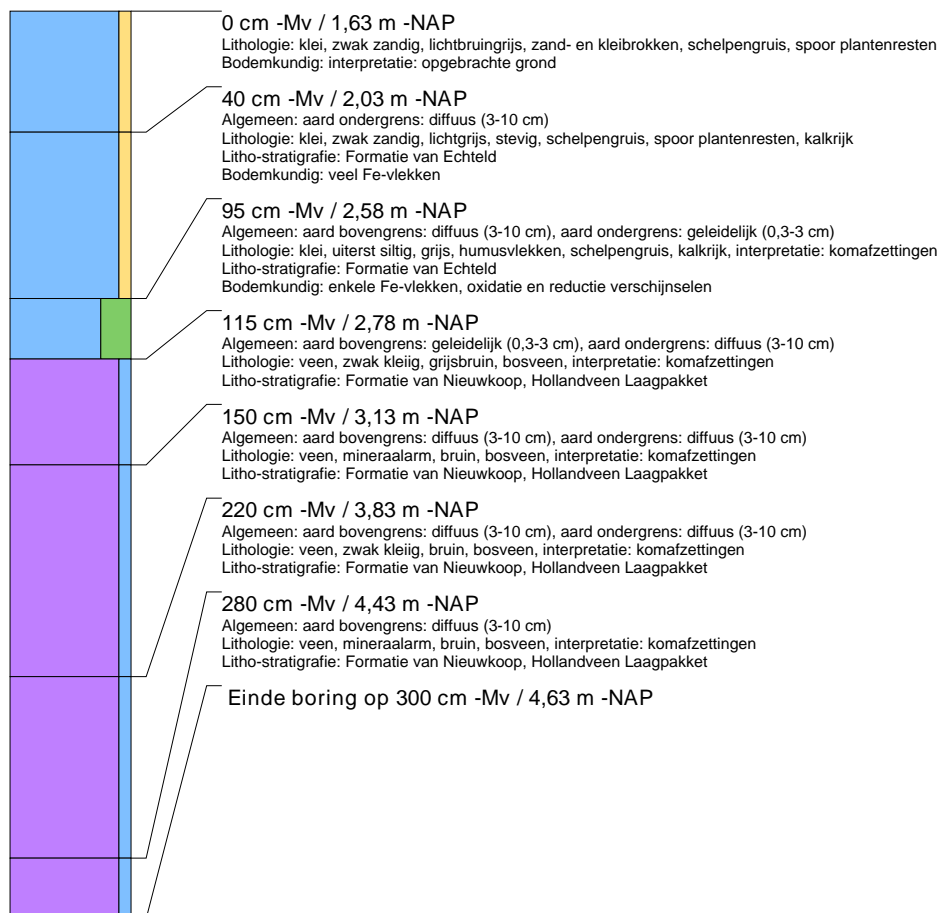 0 cm -Mv / 1,63 m -NAP
Lithologie: klei, zwak zandig, lichtbruingrijs, zand- en kleibrokken, schelpengruis, spoor plantenresten
Bodemkundig: interpretatie: opgebrachte grond
40 cm -Mv / 2,03 m -NAP
Algemeen: aard ondergrens: diffuus (3-10 cm)
Lithologie: klei, zwak zandig, lichtgrijs, stevig, schelpengruis, spoor plantenresten, kalkrijk
Litho-stratigrafie: Formatie van Echteld
Bodemkundig: veel Fe-vlekken
95 cm -Mv / 2,58 m -NAP
Algemeen: aard bovengrens: diffuus (3-10 cm), aard ondergrens: geleidelijk (0,3-3 cm)
Lithologie: klei, uiterst siltig, grijs, humusvlekken, schelpengruis, kalkrijk, interpretatie: komafzettingen
Litho-stratigrafie: Formatie van Echteld
Bodemkundig: enkele Fe-vlekken, oxidatie en reductie verschijnselen
115 cm -Mv / 2,78 m -NAP
Algemeen: aard bovengrens: geleidelijk (0,3-3 cm), aard ondergrens: diffuus (3-10 cm)
Lithologie: veen, zwak kleiig, grijsbruin, bosveen, interpretatie: komafzettingen
Litho-stratigrafie: Formatie van Nieuwkoop, Hollandveen Laagpakket
150 cm -Mv / 3,13 m -NAP
Algemeen: aard bovengrens: diffuus (3-10 cm), aard ondergrens: diffuus (3-10 cm)
Lithologie: veen, mineraalarm, bruin, bosveen, interpretatie: komafzettingen
Litho-stratigrafie: Formatie van Nieuwkoop, Hollandveen Laagpakket
220 cm -Mv / 3,83 m -NAP
Algemeen: aard bovengrens: diffuus (3-10 cm), aard ondergrens: diffuus (3-10 cm)
Lithologie: veen, zwak kleiig, bruin, bosveen, interpretatie: komafzettingen
Litho-stratigrafie: Formatie van Nieuwkoop, Hollandveen Laagpakket
280 cm -Mv / 4,43 m -NAP
Algemeen: aard bovengrens: diffuus (3-10 cm)
Lithologie: veen, mineraalarm, bruin, bosveen, interpretatie: komafzettingen
Litho-stratigrafie: Formatie van Nieuwkoop, Hollandveen Laagpakket
Einde boring op 300 cm -Mv / 4,63 m -NAP